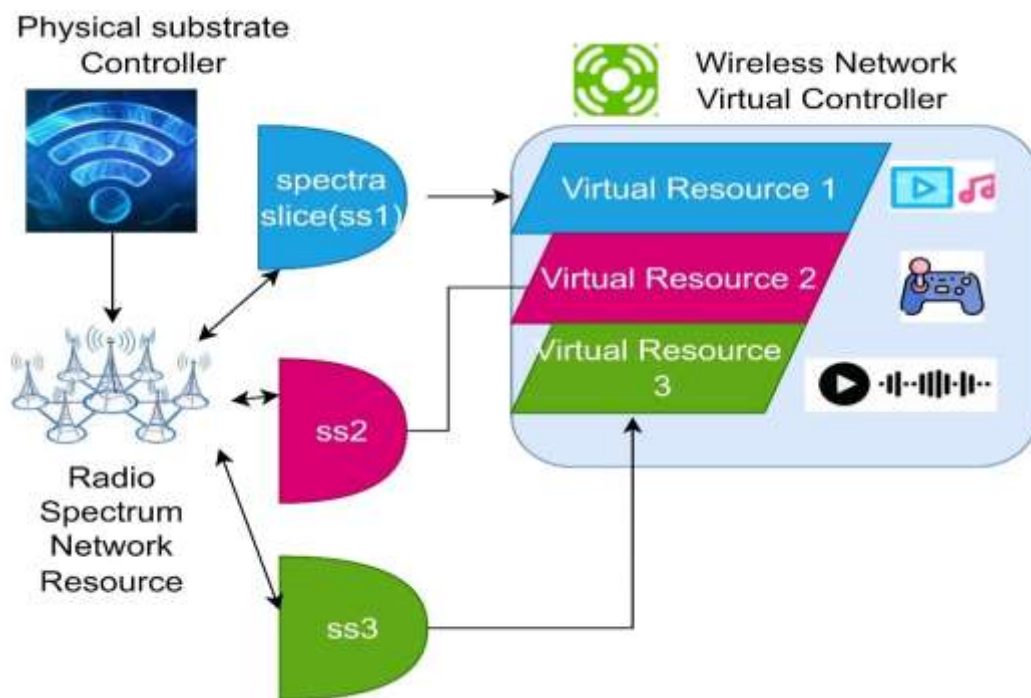 Physical substrate
Controller
Wireless Network
Virtual Controller
spectra
slice(ss1)
Virtual Resource 1
Virtual Resource 2
Virtual Resource
3
ss2
Radio
Spectrum
Network
Resource
ss3